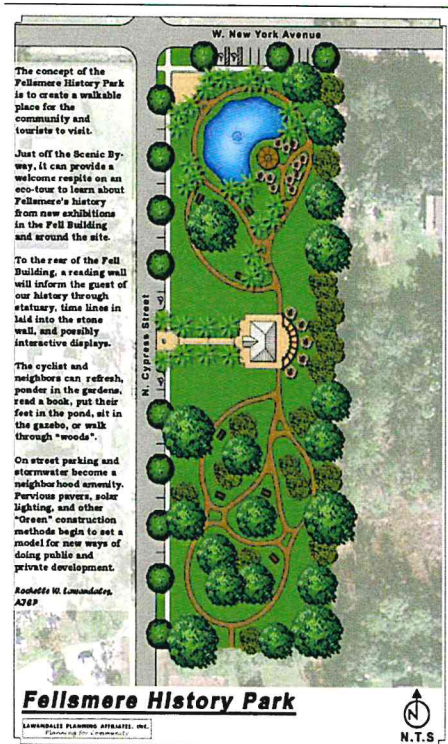 W. New York Avenue
The concept of the
Fellsmere History Park
is to create a walkable
place for the
community and
tourists to visit.
Just off the Scenic By-
way, it can provide a
welcome respite on an
eco-tour to learn about
Fellsmere's history
from new exhibitions
in the Fell Building
and around the site.
To the rear of the Fell
Building, a reading wall
will inform the guest of
our history through
statuary, time lines in
laid into the stone
wall, and possibly
interactive displays.
The cyclist and
neighbors can refresh,
ponder in the gardens,
read a book, put their
feet in the pond, sit in
the gazebo, or walk
through "woods".
On street parking and
stormwater become a
neighborhood amenity.
Pervious pavers, solar
lighting, and other
"Green" construction
methods begin to set a
model for new ways of
doing public and
private development.
Rochelle W. Lawandales,
AICP
N. Cypress Street
Fellsmere History Park
LAWANDALES PLANNING AFFILIATES, INC.
Planning for Community
N
N.T.S